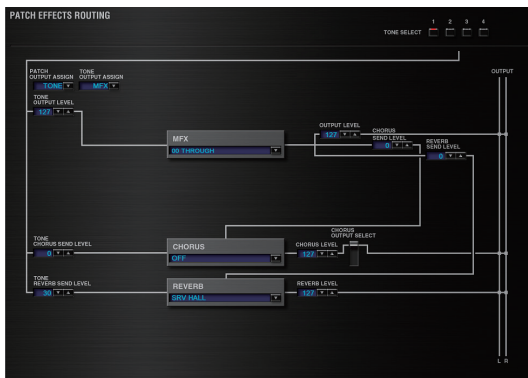 PATCH EFFECTS ROUTING
TONE SELECT 1 2 3 4
PATCH OUTPUT ASSIGN
TONE
TONE OUTPUT ASSIGN
MFX
OUTPUT
TONE OUTPUT LEVEL
127
MFX
00 THROUGH
OUTPUT LEVEL
127
CHORUS SEND LEVEL
0
REVERB SEND LEVEL
0
TONE CHORUS SEND LEVEL
0
CHORUS
OFF
CHORUS LEVEL
127
CHORUS OUTPUT SELECT
TONE REVERB SEND LEVEL
30
REVERB
SRV HALL
REVERB LEVEL
127
L R